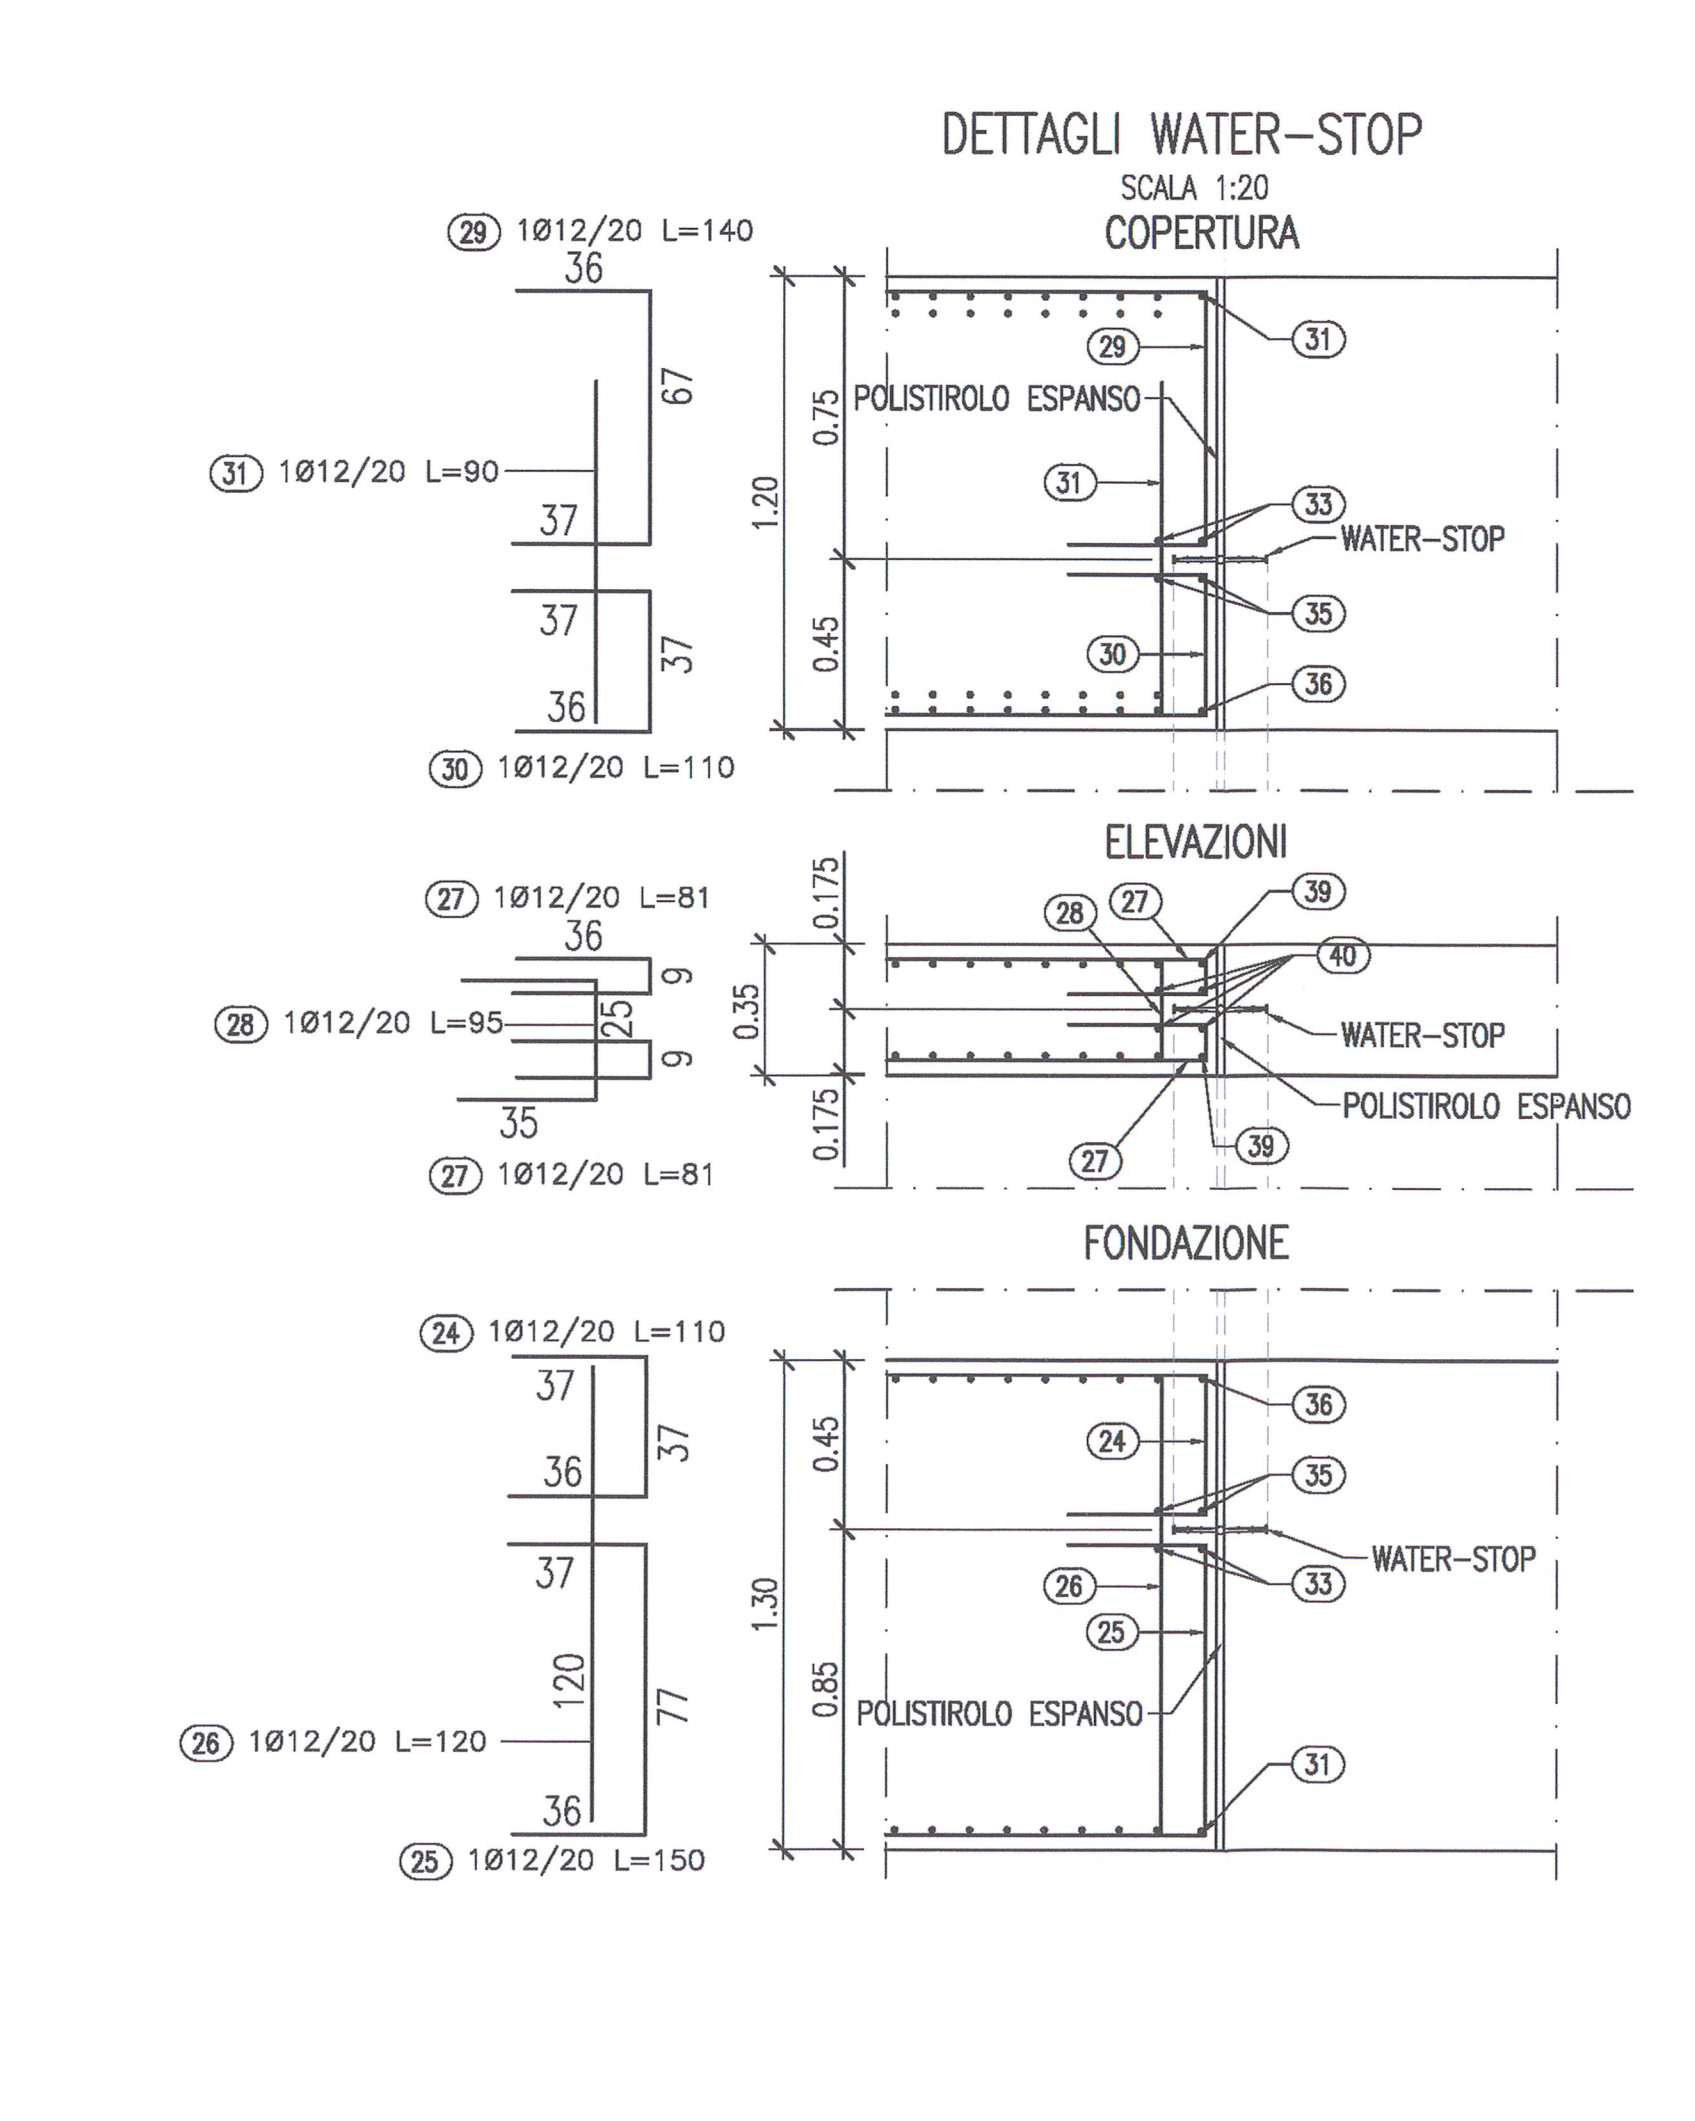 DETTAGLI WATER-STOP
SCALA 1:20
COPERTURA
29 1Ø12/20 L=140
36
67
31 1Ø12/20 L=90
37
37
37
36
30 1Ø12/20 L=110
1.20
0.75
0.45
31
29
POLISTIROLO ESPANSO
31
33
WATER-STOP
35
30
36
ELEVAZIONI
27 1Ø12/20 L=81
36
9
28 1Ø12/20 L=95
25
9
35
27 1Ø12/20 L=81
0.175
0.35
0.175
28
27
39
40
WATER-STOP
POLISTIROLO ESPANSO
39
27
FONDAZIONE
24 1Ø12/20 L=110
37
37
36
37
120
77
26 1Ø12/20 L=120
36
25 1Ø12/20 L=150
1.30
0.45
0.85
36
24
35
WATER-STOP
33
26
25
POLISTIROLO ESPANSO
31